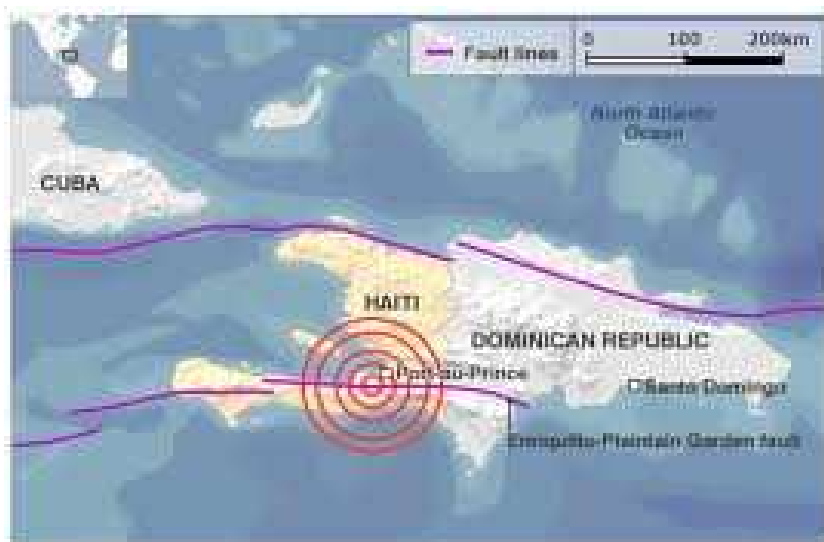 Fault lines
0 100 200km
North Atlantic
Ocean
CUBA
HAITI
DOMINICAN REPUBLIC
Port-au-Prince
Santo Domingo
Enriquillo-Plaintain Garden fault